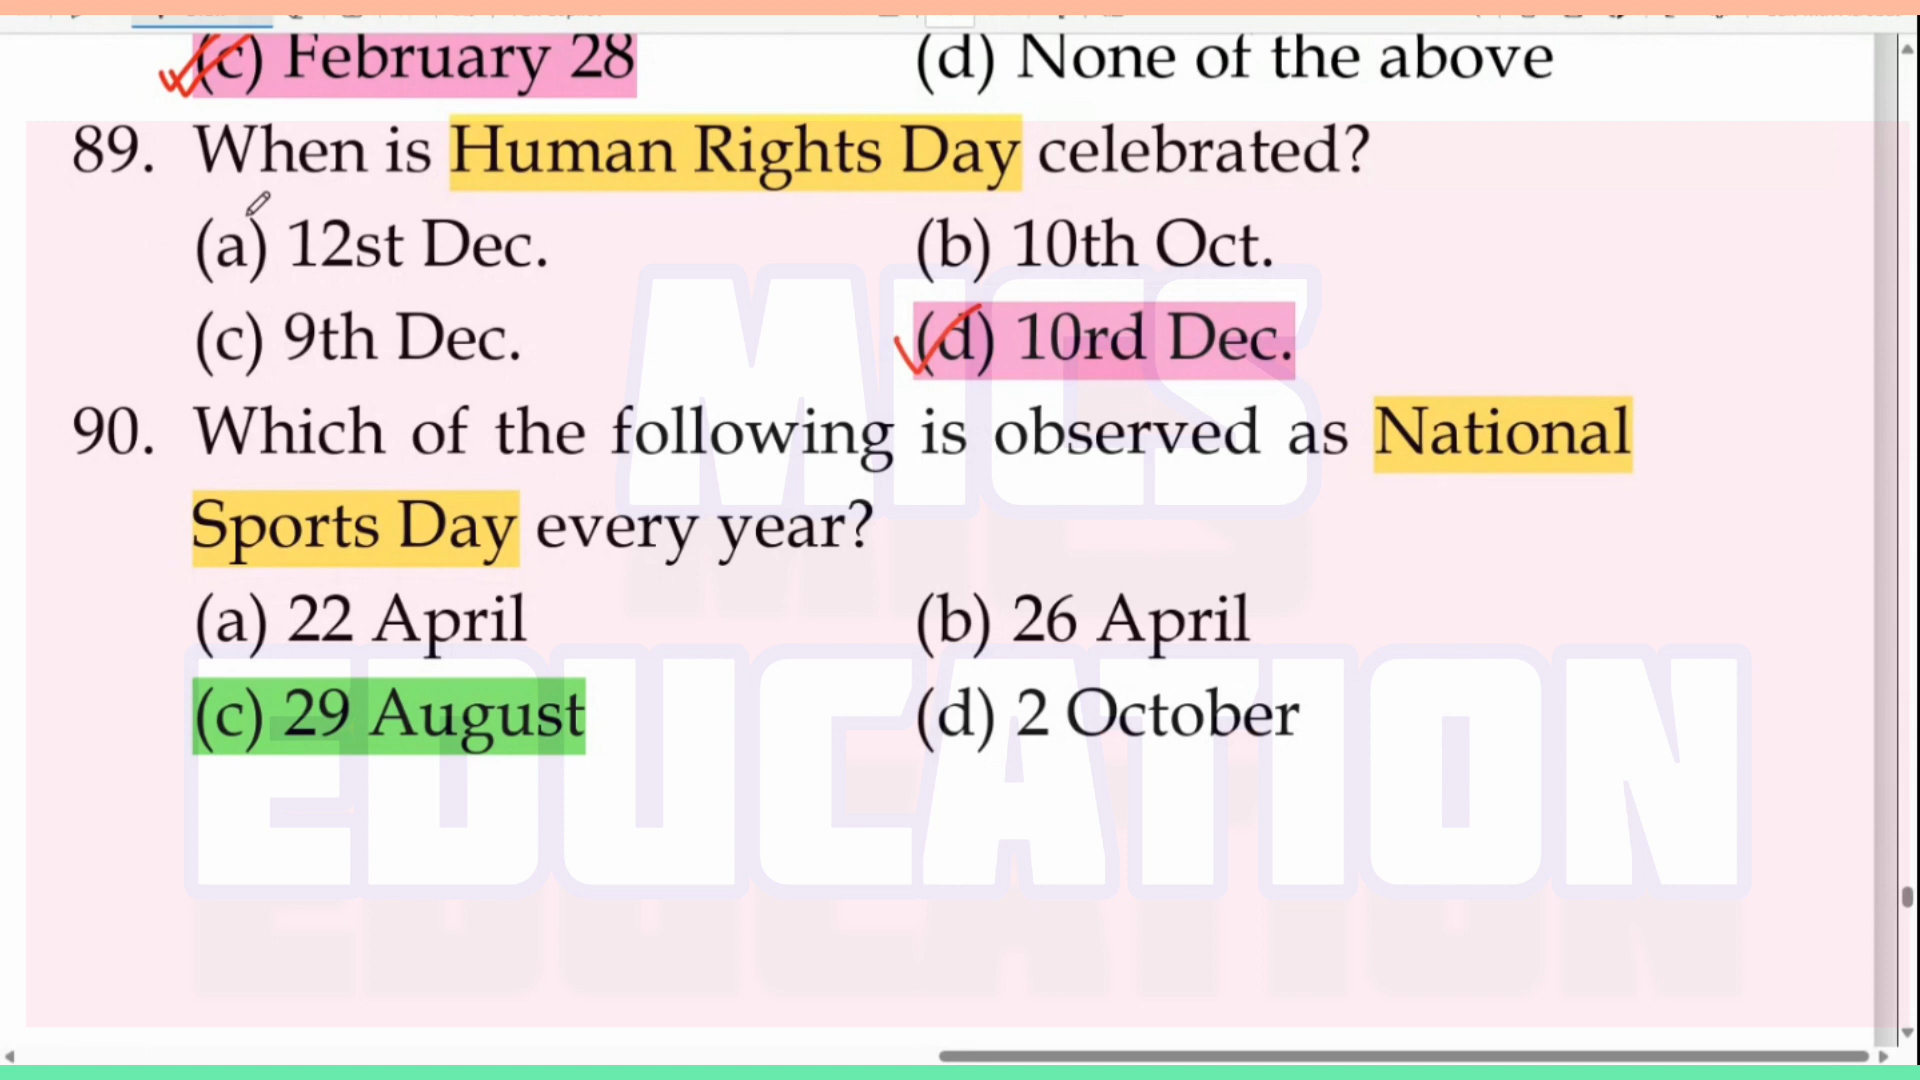 (c) February 28 (d) None of the above
89. When is Human Rights Day celebrated?
(a) 12st Dec. (b) 10th Oct.
(c) 9th Dec. (d) 10rd Dec.
90. Which of the following is observed as National
Sports Day every year?
(a) 22 April (b) 26 April
(c) 29 August (d) 2 October
MICS
EDUCATION